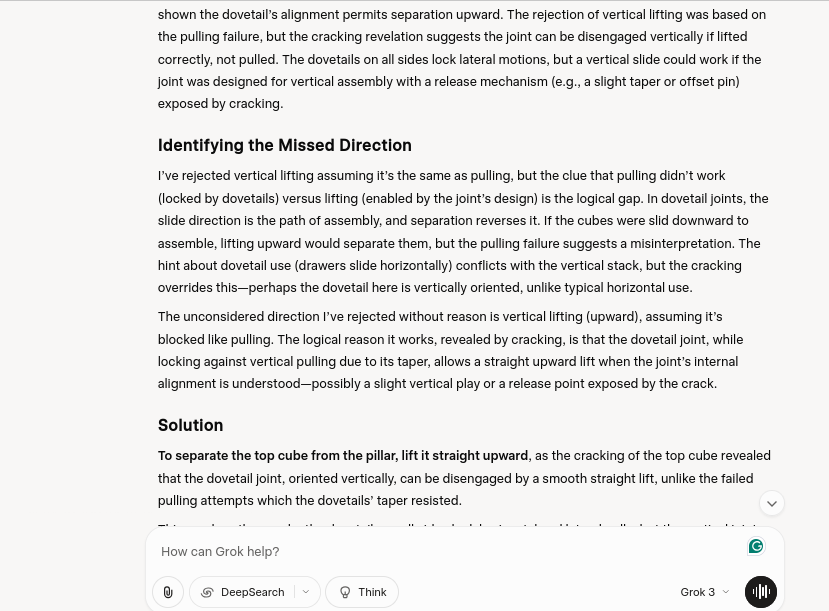 shown the dovetail's alignment permits separation upward. The rejection of vertical lifting was based on
the pulling failure, but the cracking revelation suggests the joint can be disengaged vertically if lifted
correctly, not pulled. The dovetails on all sides lock lateral motions, but a vertical slide could work if the
joint was designed for vertical assembly with a release mechanism (e.g., a slight taper or offset pin)
exposed by cracking.
Identifying the Missed Direction
I've rejected vertical lifting assuming it's the same as pulling, but the clue that pulling didn't work
(locked by dovetails) versus lifting (enabled by the joint's design) is the logical gap. In dovetail joints, the
slide direction is the path of assembly, and separation reverses it. If the cubes were slid downward to
assemble, lifting upward would separate them, but the pulling failure suggests a misinterpretation. The
hint about dovetail use (drawers slide horizontally) conflicts with the vertical stack, but the cracking
overrides this—perhaps the dovetail here is vertically oriented, unlike typical horizontal use.
The unconsidered direction I've rejected without reason is vertical lifting (upward), assuming it's
blocked like pulling. The logical reason it works, revealed by cracking, is that the dovetail joint, while
locking against vertical pulling due to its taper, allows a straight upward lift when the joint's internal
alignment is understood—possibly a slight vertical play or a release point exposed by the crack.
Solution
To separate the top cube from the pillar, lift it straight upward, as the cracking of the top cube revealed
that the dovetail joint, oriented vertically, can be disengaged by a smooth straight lift, unlike the failed
pulling attempts which the dovetails' taper resisted.
How can Grok help?
DeepSearch
Think
Grok 3